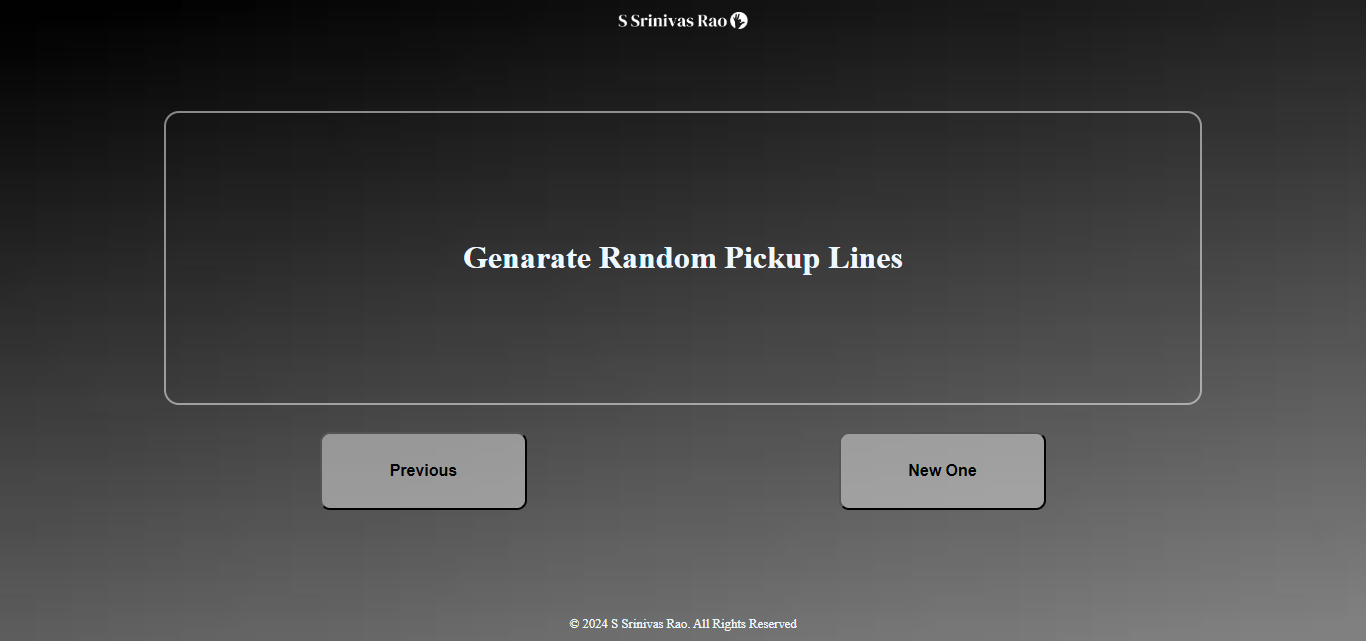 S Srinivas Rao
Genarate Random Pickup Lines
Previous
New One
© 2024 S Srinivas Rao. All Rights Reserved